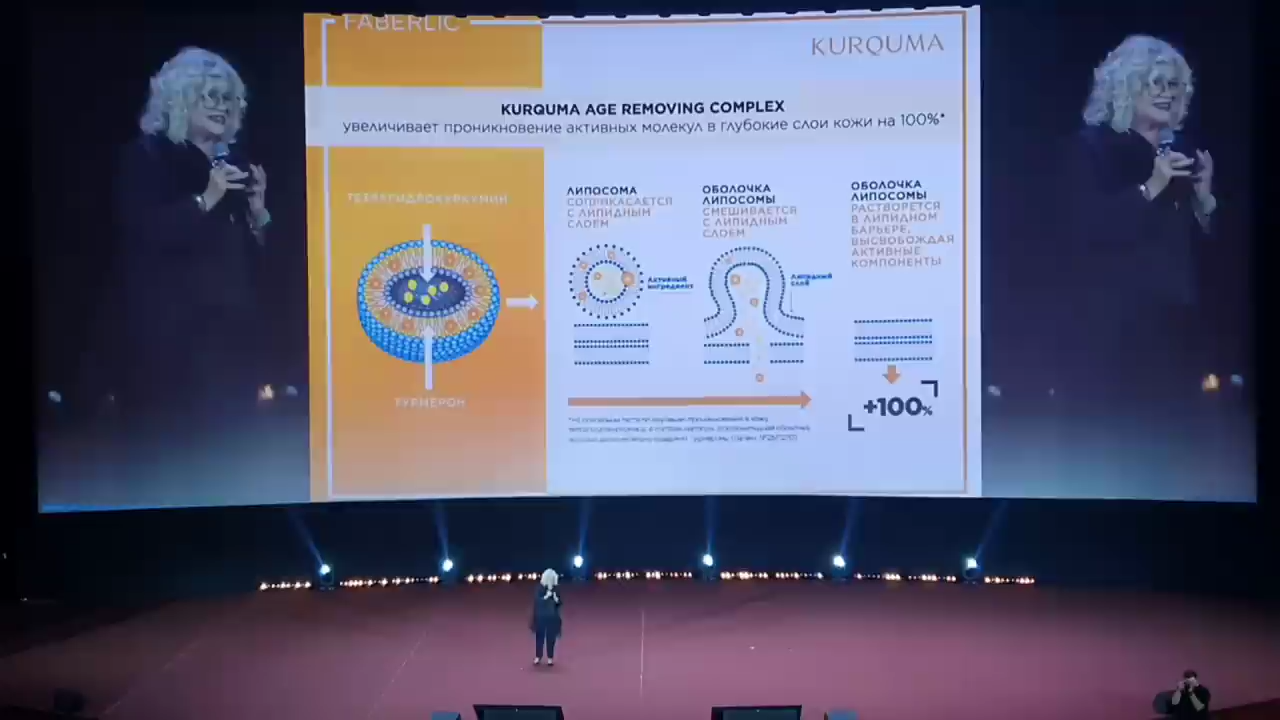 FABERLIC
KURQUMA
KURQUMA AGE REMOVING COMPLEX
увеличивает проникновение активных молекул в глубокие слои кожи на 100%*
ТЕТРАГИДРОКУРКУМИН
ТУРМЕРОН
ЛИПОСОМА
СОПРИКАСАЕТСЯ
С ЛИПИДНЫМ
СЛОЕМ
Активный
ингредиент
ОБОЛОЧКА
ЛИПОСОМЫ
СМЕШИВАЕТСЯ
С ЛИПИДНЫМ
СЛОЕМ
Липидный
слой
ОБОЛОЧКА
ЛИПОСОМЫ
РАСТВОРЕТСЯ
В ЛИПИДНОМ
БАРЬЕРЕ,
ВЫСВОБОЖДАЯ
АКТИВНЫЕ
КОМПОНЕНТЫ
+100%